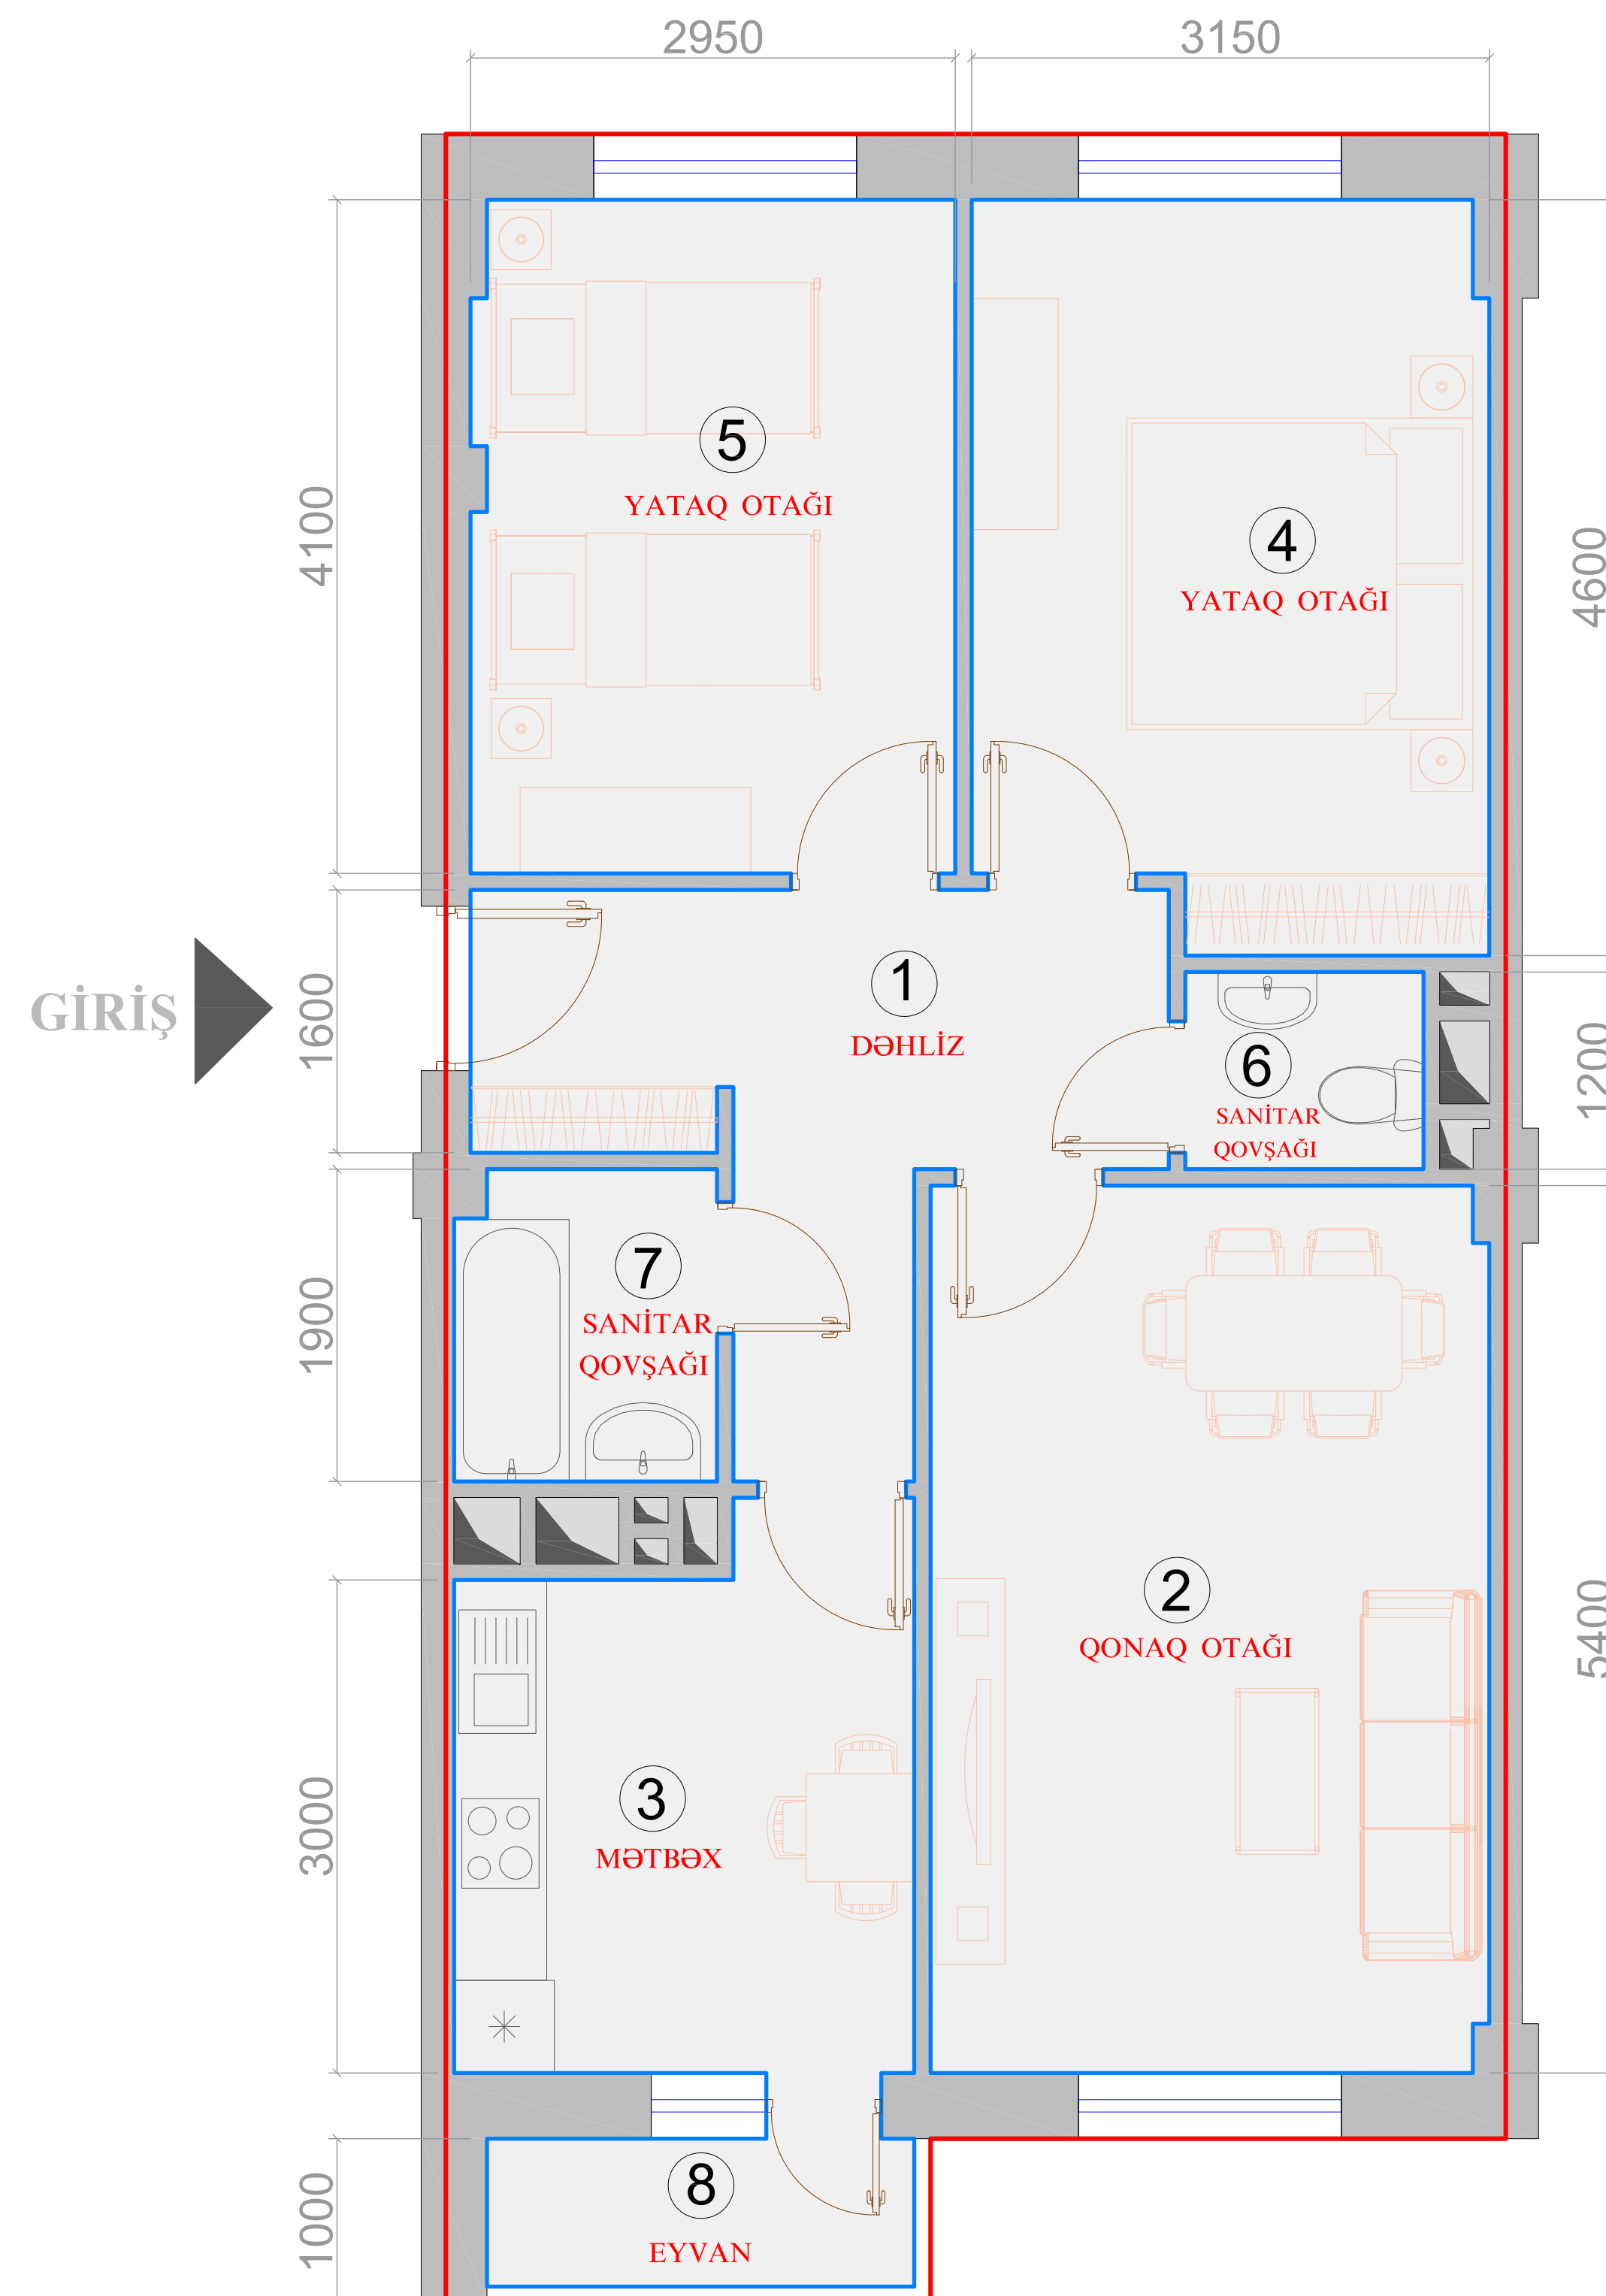 2950
3150
4100
5
YATAQ OTAĞI
4
YATAQ OTAĞI
4600
GİRİŞ
1600
1
DƏHLİZ
6
SANİTAR
QOVŞAĞI
1200
1900
7
SANİTAR
QOVŞAĞI
2
QONAQ OTAĞI
5400
3000
3
MƏTBƏX
1000
8
EYVAN